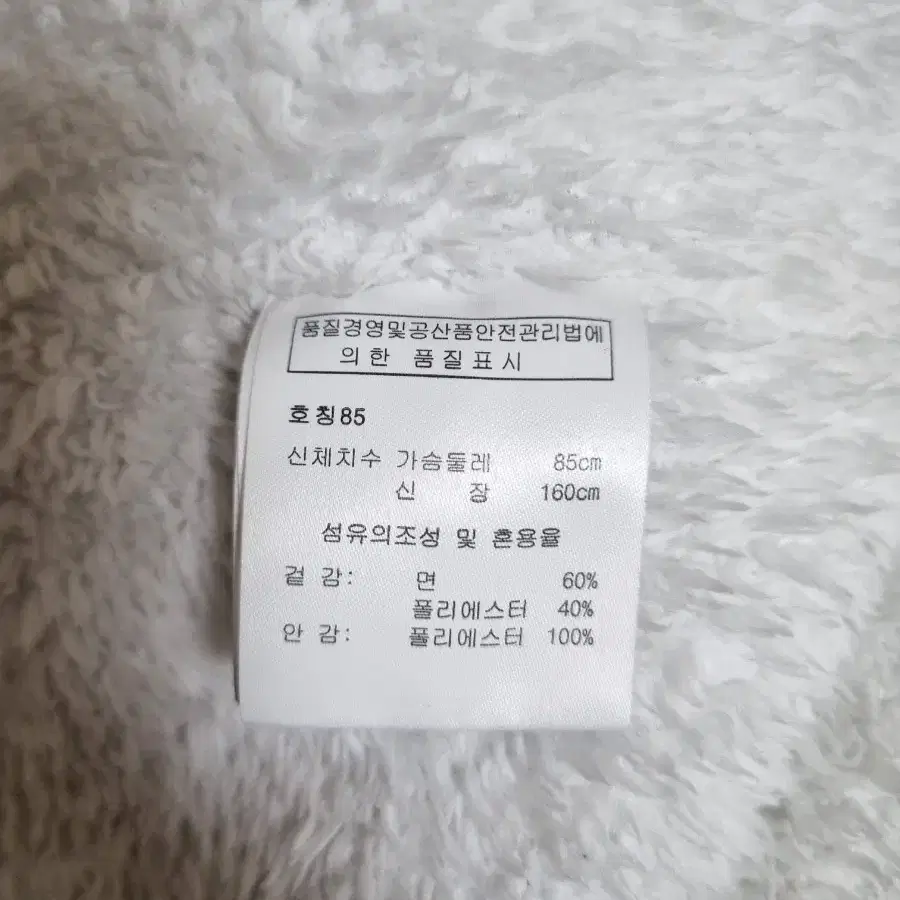 품질경영및공산품안전관리법에
의한 품질표시
호칭85
신체치수 가슴둘레 85cm
신 장 160cm
섬유의조성 및 혼용율
겉 감: 면 60%
폴리에스터 40%
안 감: 폴리에스터 100%